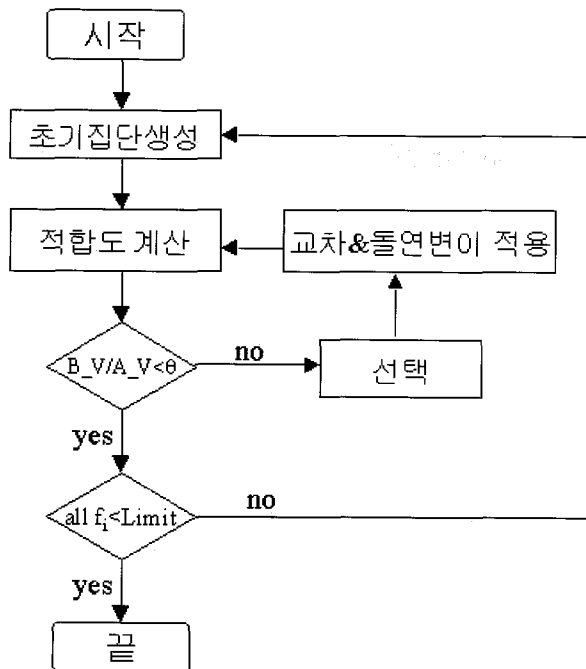 시작
초기집단생성
적합도 계산
교차&돌연변이 적용
B_V/A_V<θ
no
선택
yes
all fᵢ<Limit
no
yes
끝